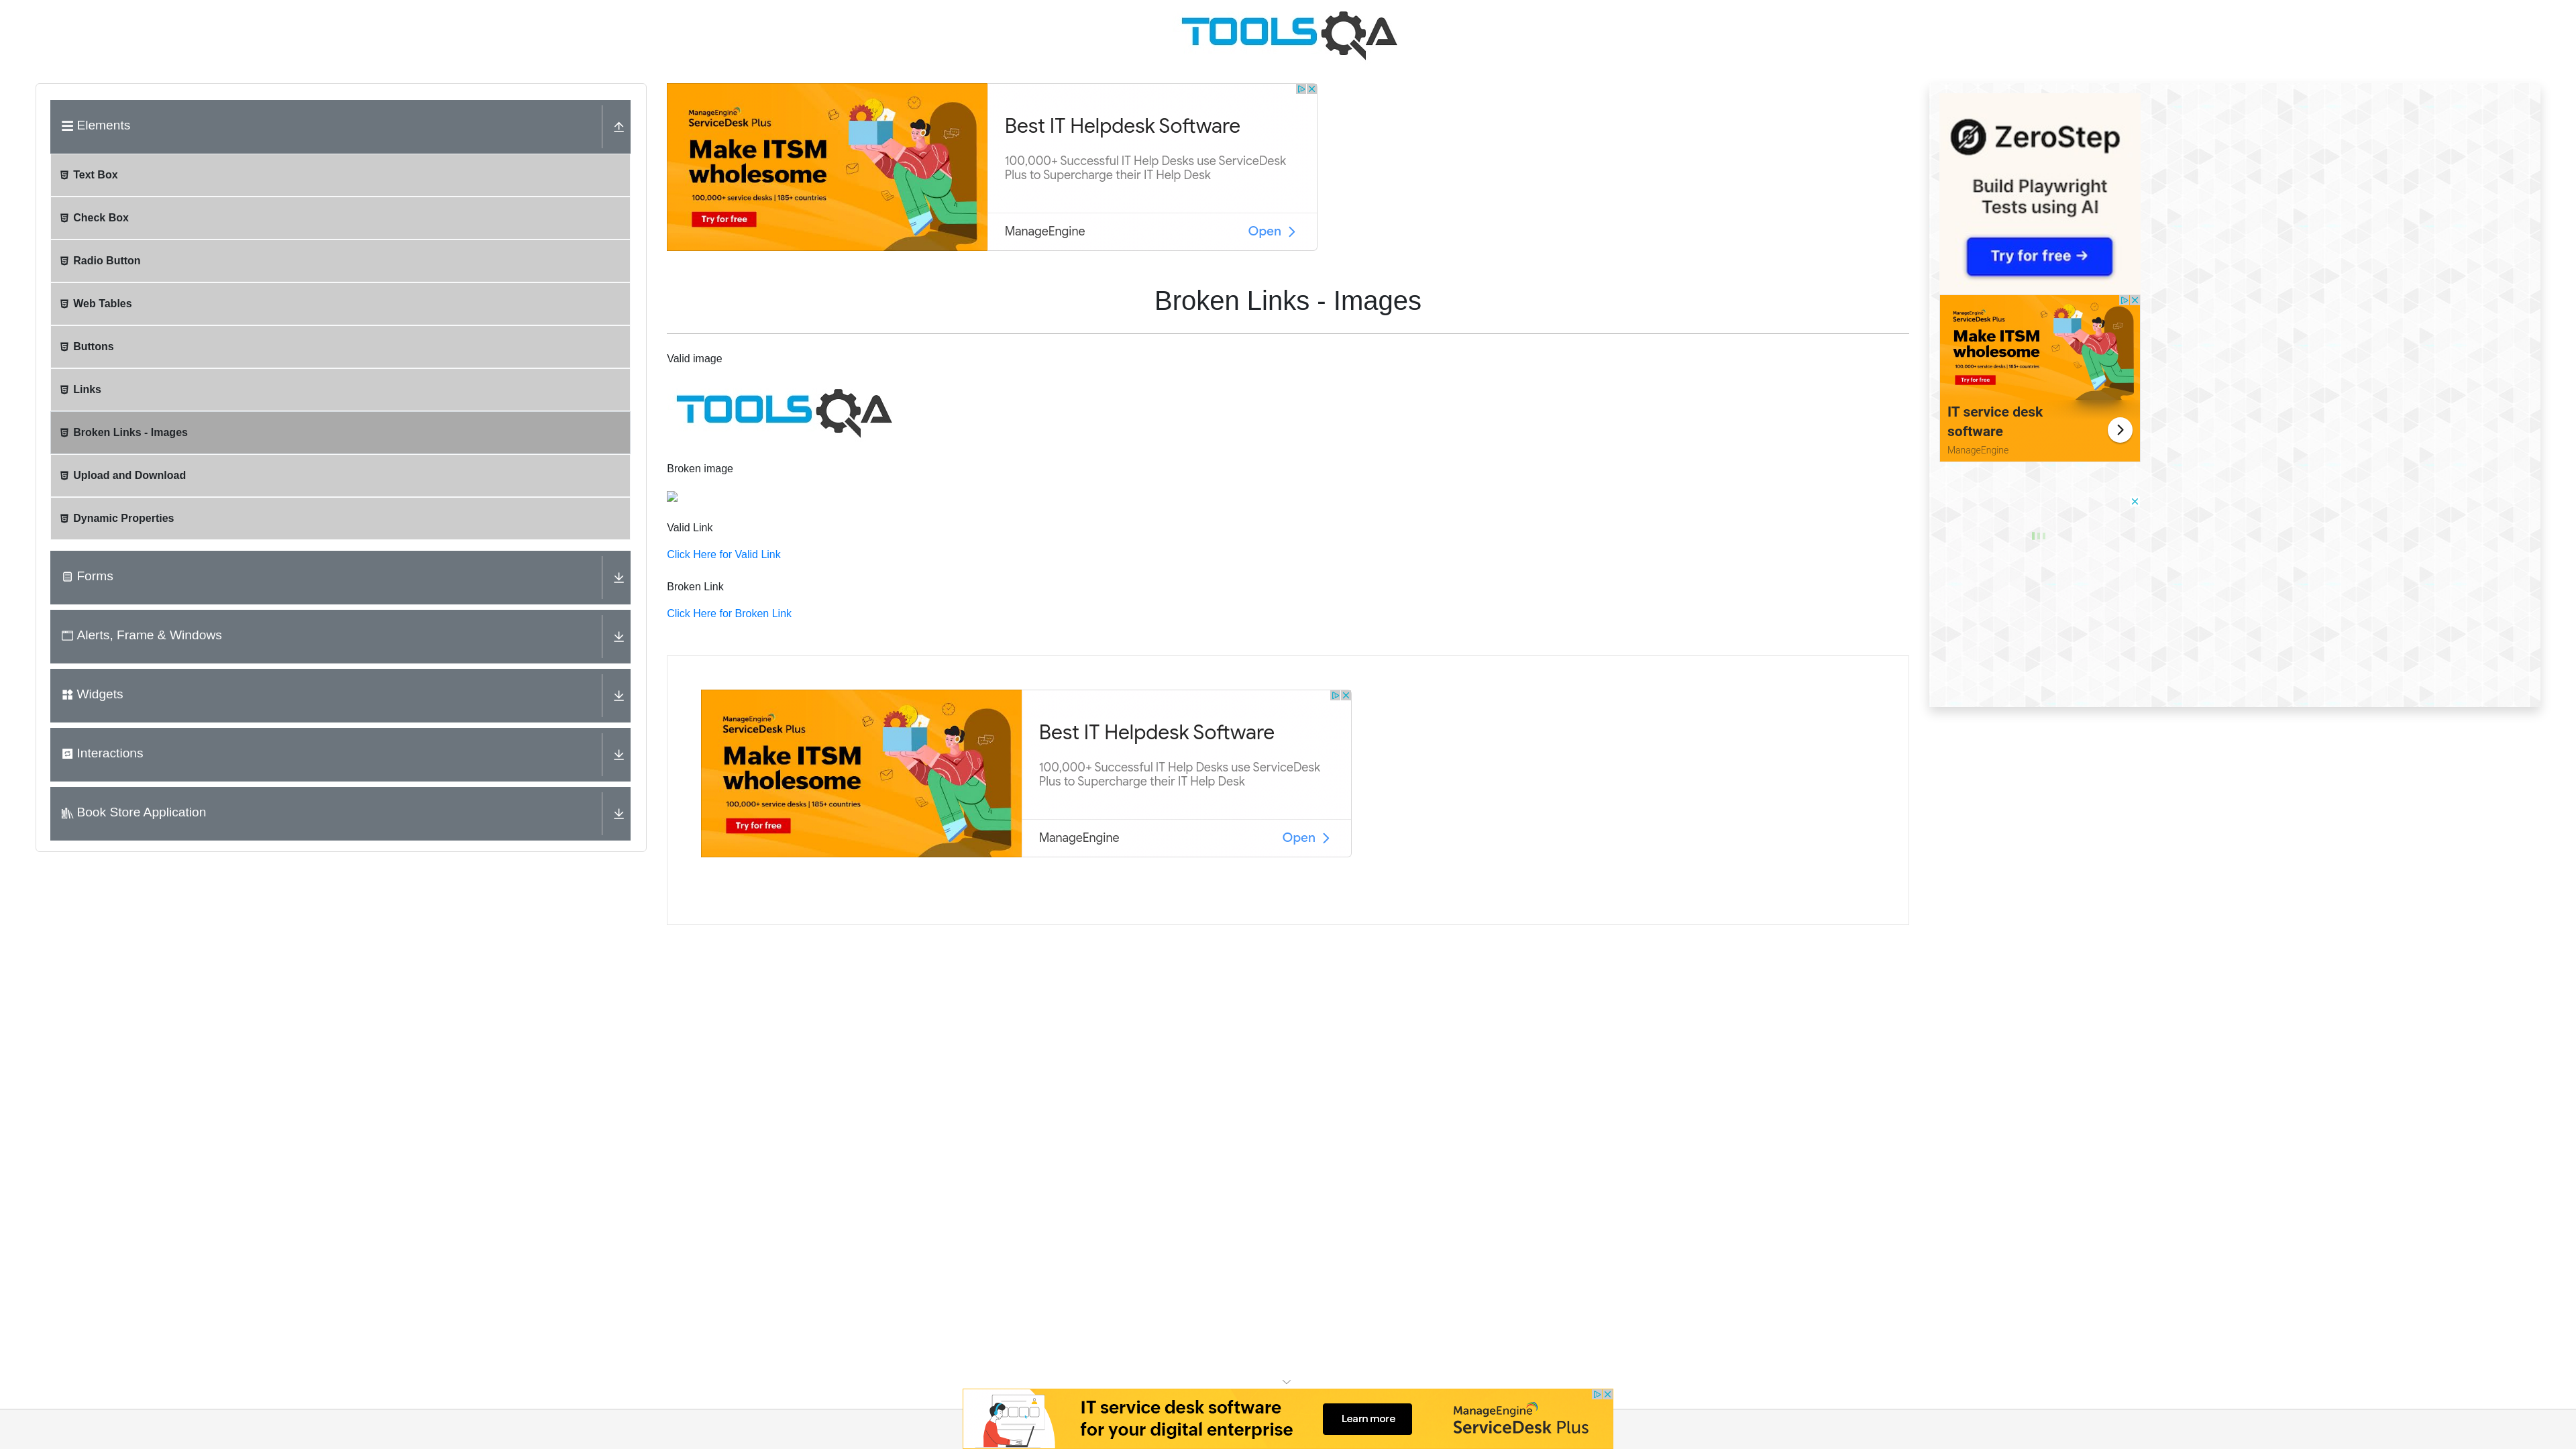 TOOLSQA
Elements
Text Box
Check Box
Radio Button
Web Tables
Buttons
Links
Broken Links - Images
Upload and Download
Dynamic Properties
Forms
Alerts, Frame & Windows
Widgets
Interactions
Book Store Application
ManageEngine
ServiceDesk Plus
Make ITSM
wholesome
100,000+ service desks | 185+ countries
Try for free
Best IT Helpdesk Software
100,000+ Successful IT Help Desks use ServiceDesk
Plus to Supercharge their IT Help Desk
ManageEngine
Open
Broken Links - Images
Valid image
TOOLSQA
Broken image
Valid Link
Click Here for Valid Link
Broken Link
Click Here for Broken Link
ManageEngine
ServiceDesk Plus
Make ITSM
wholesome
100,000+ service desks | 185+ countries
Try for free
Best IT Helpdesk Software
100,000+ Successful IT Help Desks use ServiceDesk
Plus to Supercharge their IT Help Desk
ManageEngine
Open
ZeroStep
Build Playwright
Tests using AI
Try for free →
ManageEngine
ServiceDesk Plus
Make ITSM
wholesome
100,000+ service desks | 185+ countries
Try for free
IT service desk
software
ManageEngine
IT service desk software
for your digital enterprise
Learn more
ManageEngine
ServiceDesk Plus